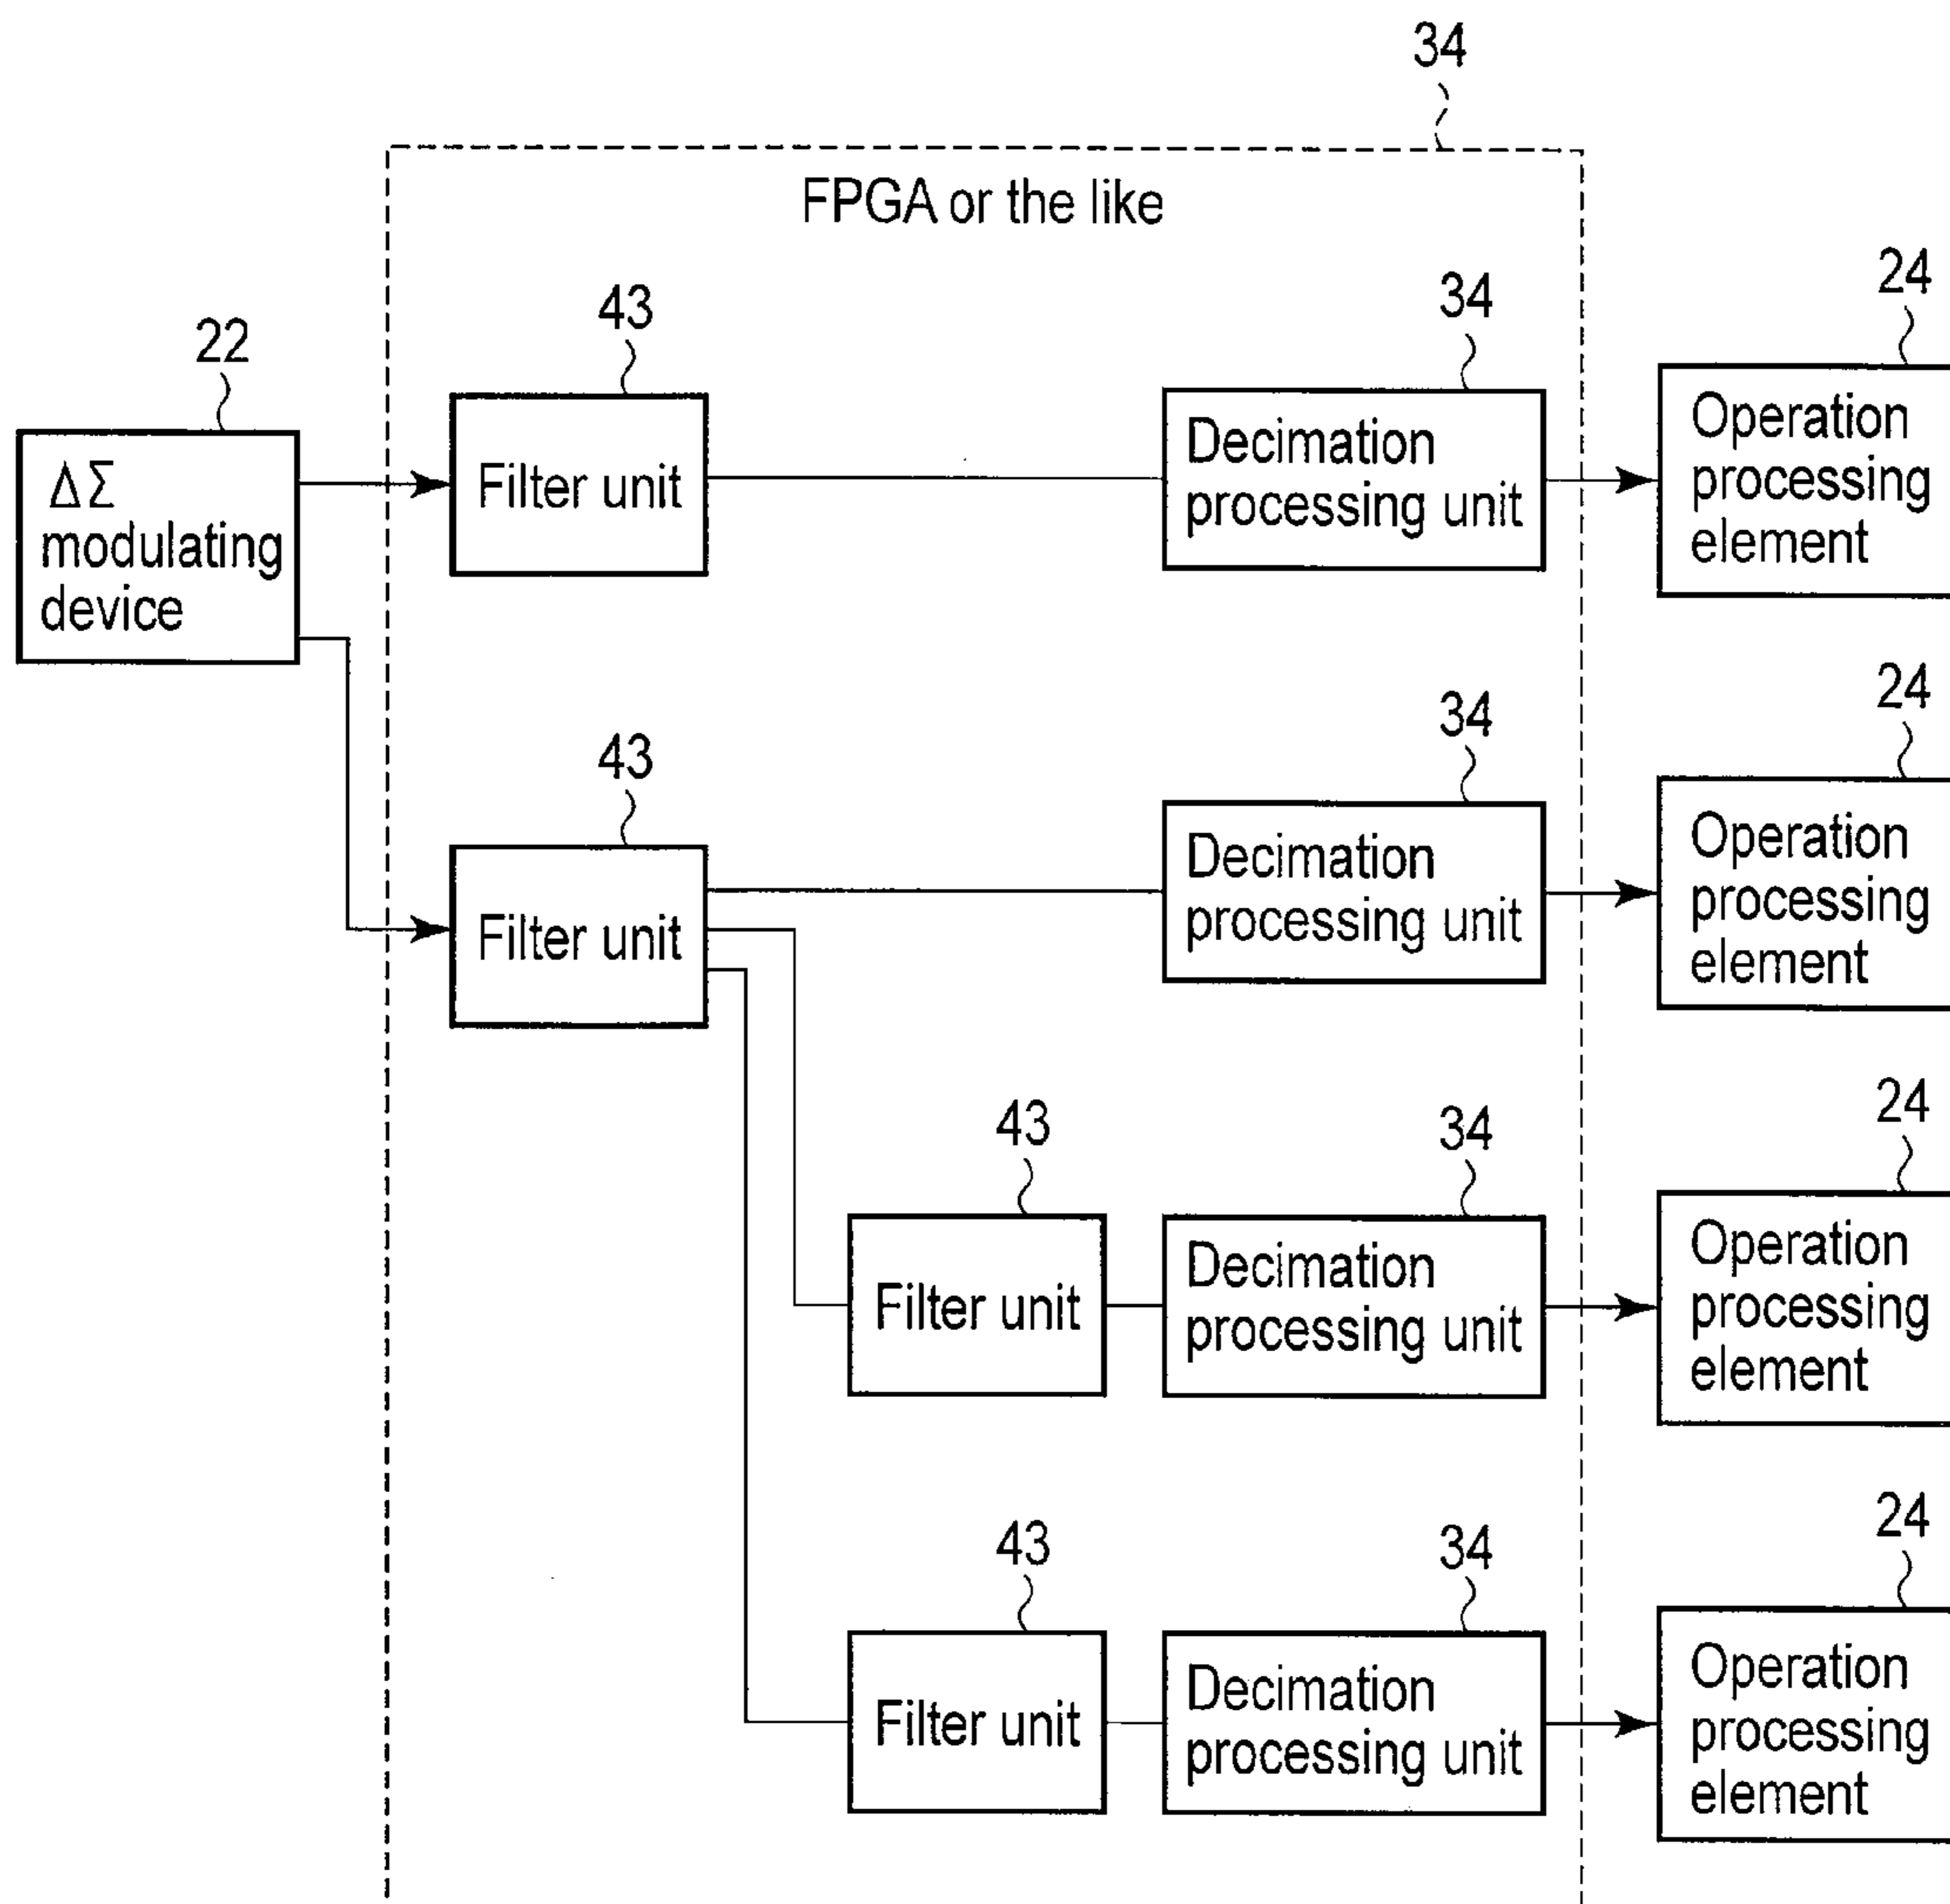 34
FPGA or the like
22
ΔΣ
modulating
device
43
Filter unit
34
Decimation
processing unit
24
Operation
processing
element
43
Filter unit
34
Decimation
processing unit
24
Operation
processing
element
43
Filter unit
34
Decimation
processing unit
24
Operation
processing
element
43
Filter unit
34
Decimation
processing unit
24
Operation
processing
element